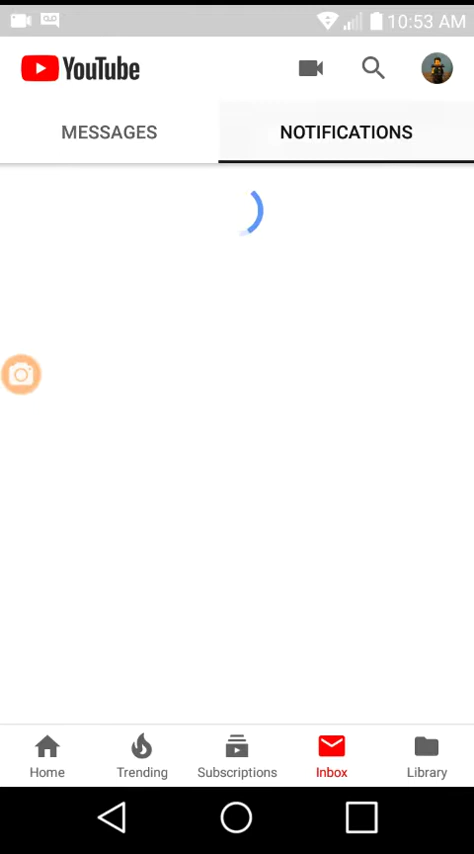 10:53 AM
YouTube
MESSAGES NOTIFICATIONS
Home Trending Subscriptions Inbox Library